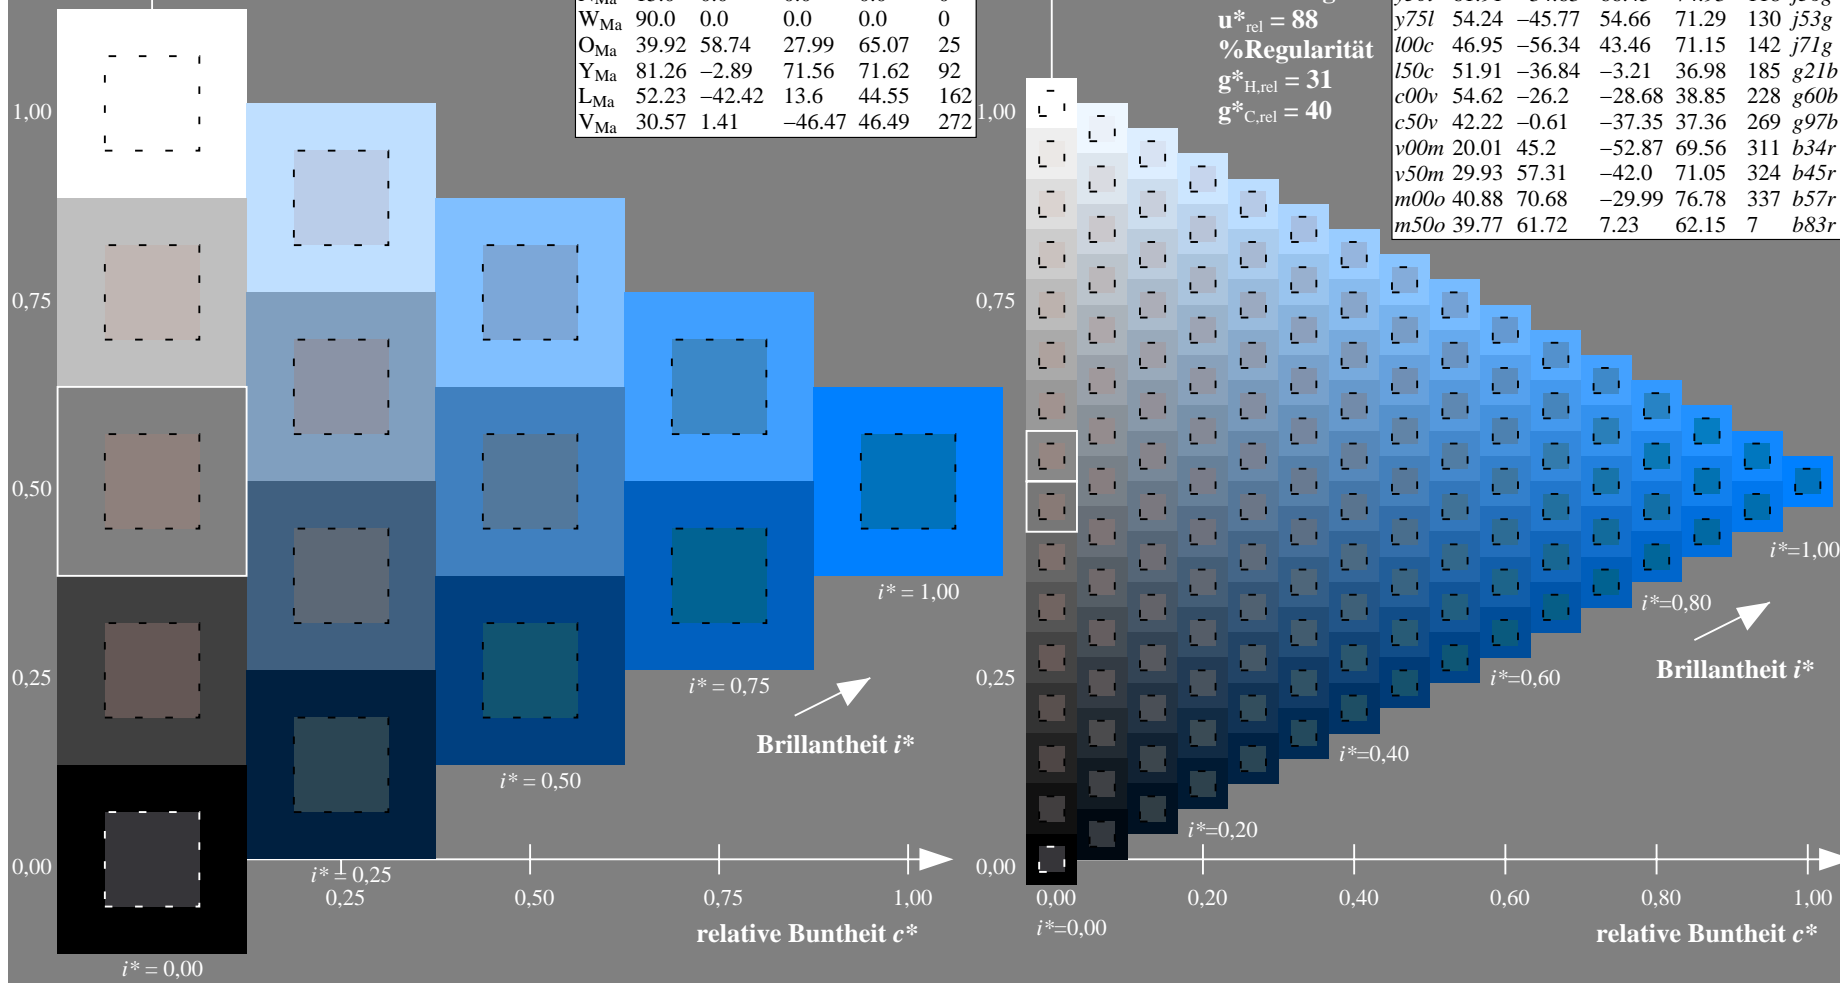 W_Ma 90.0 0.0 0.0 0.0 0
O_Ma 39.92 58.74 27.99 65.07 25
Y_Ma 81.26 −2.89 71.56 71.62 92
L_Ma 52.23 −42.42 13.6 44.55 162
V_Ma 30.57 1.41 −46.47 46.49 272
1,00
0,75
0,50
0,25
0,00
i* = 1,00
i* = 0,75
i* = 0,50
i* = 0,25
i* = 0,00
Brillantheit i*
0,25 0,50 0,75 1,00
relative Buntheit c*
u*rel = 88
%Regularität
g*H,rel = 31
g*C,rel = 40
y75l 54.24 −45.77 54.66 71.29 130 j53g
l00c 46.95 −56.34 43.46 71.15 142 j71g
l50c 51.91 −36.84 −3.21 36.98 185 g21b
c00v 54.62 −26.2 −28.68 38.85 228 g60b
c50v 42.22 −0.61 −37.35 37.36 269 g97b
v00m 20.01 45.2 −52.87 69.56 311 b34r
v50m 29.93 57.31 −42.0 71.05 324 b45r
m00o 40.88 70.68 −29.99 76.78 337 b57r
m50o 39.77 61.72 7.23 62.15 7 b83r
1,00
0,75
0,50
0,25
0,00
i*=1,00
i*=0,80
i*=0,60
i*=0,40
i*=0,20
i*=0,00
Brillantheit i*
0,00 0,20 0,40 0,60 0,80 1,00
relative Buntheit c*